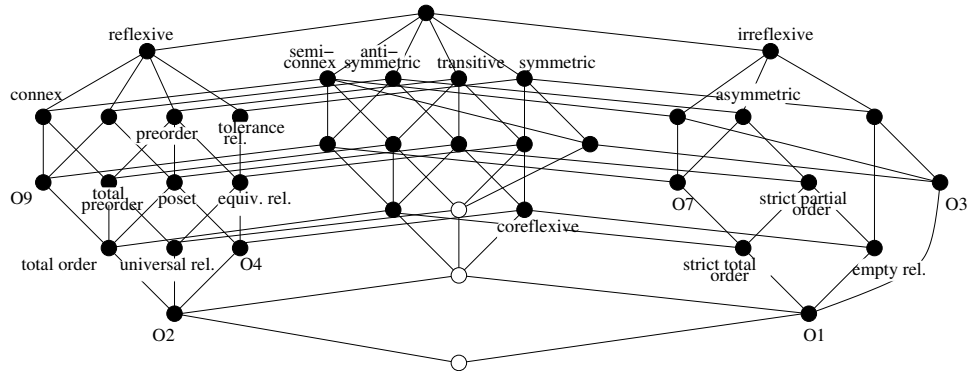 reflexive
irreflexive
semi–
connex
anti–
symmetric
transitive
symmetric
connex
asymmetric
preorder
tolerance
rel.
O9
total
preorder
poset
equiv. rel.
O7
strict partial
order
O3
coreflexive
total order
universal rel.
O4
strict total
order
empty rel.
O2
O1